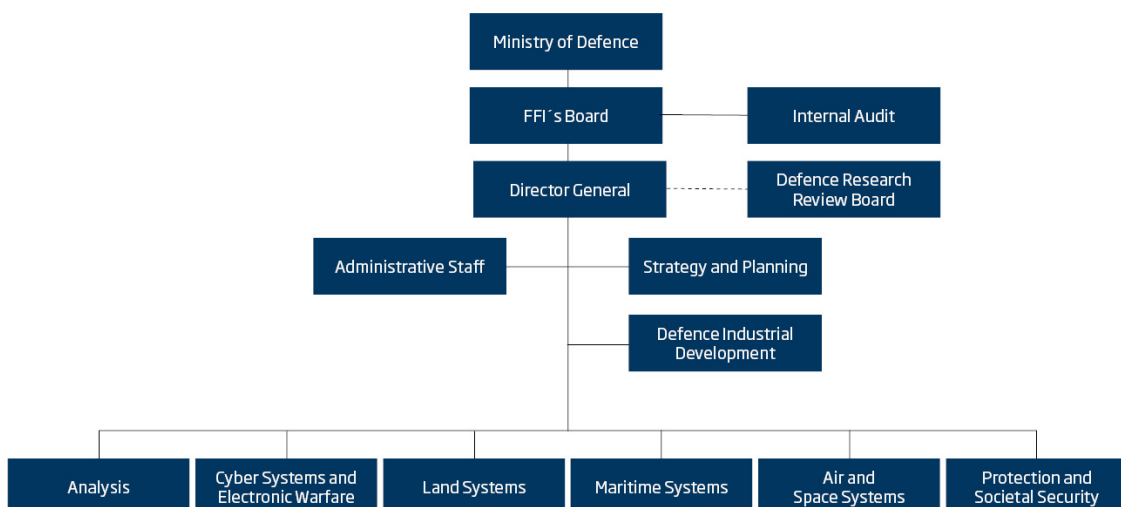 Ministry of Defence
FFI´s Board
Internal Audit
Director General
Defence Research
Review Board
Administrative Staff
Strategy and Planning
Defence Industrial
Development
Analysis
Cyber Systems and
Electronic Warfare
Land Systems
Maritime Systems
Air and
Space Systems
Protection and
Societal Security